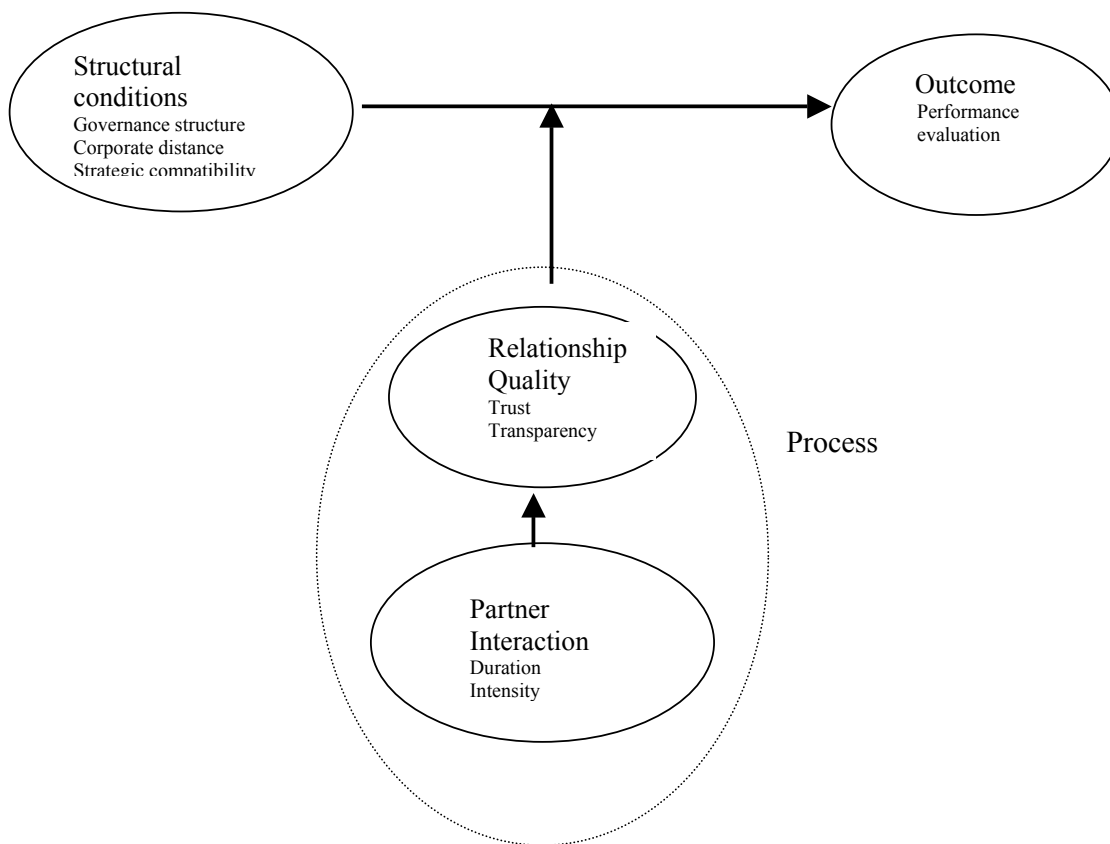 Structural
conditions
Governance structure
Corporate distance
Strategic compatibility
Outcome
Performance
evaluation
Relationship
Quality
Trust
Transparency
Process
Partner
Interaction
Duration
Intensity